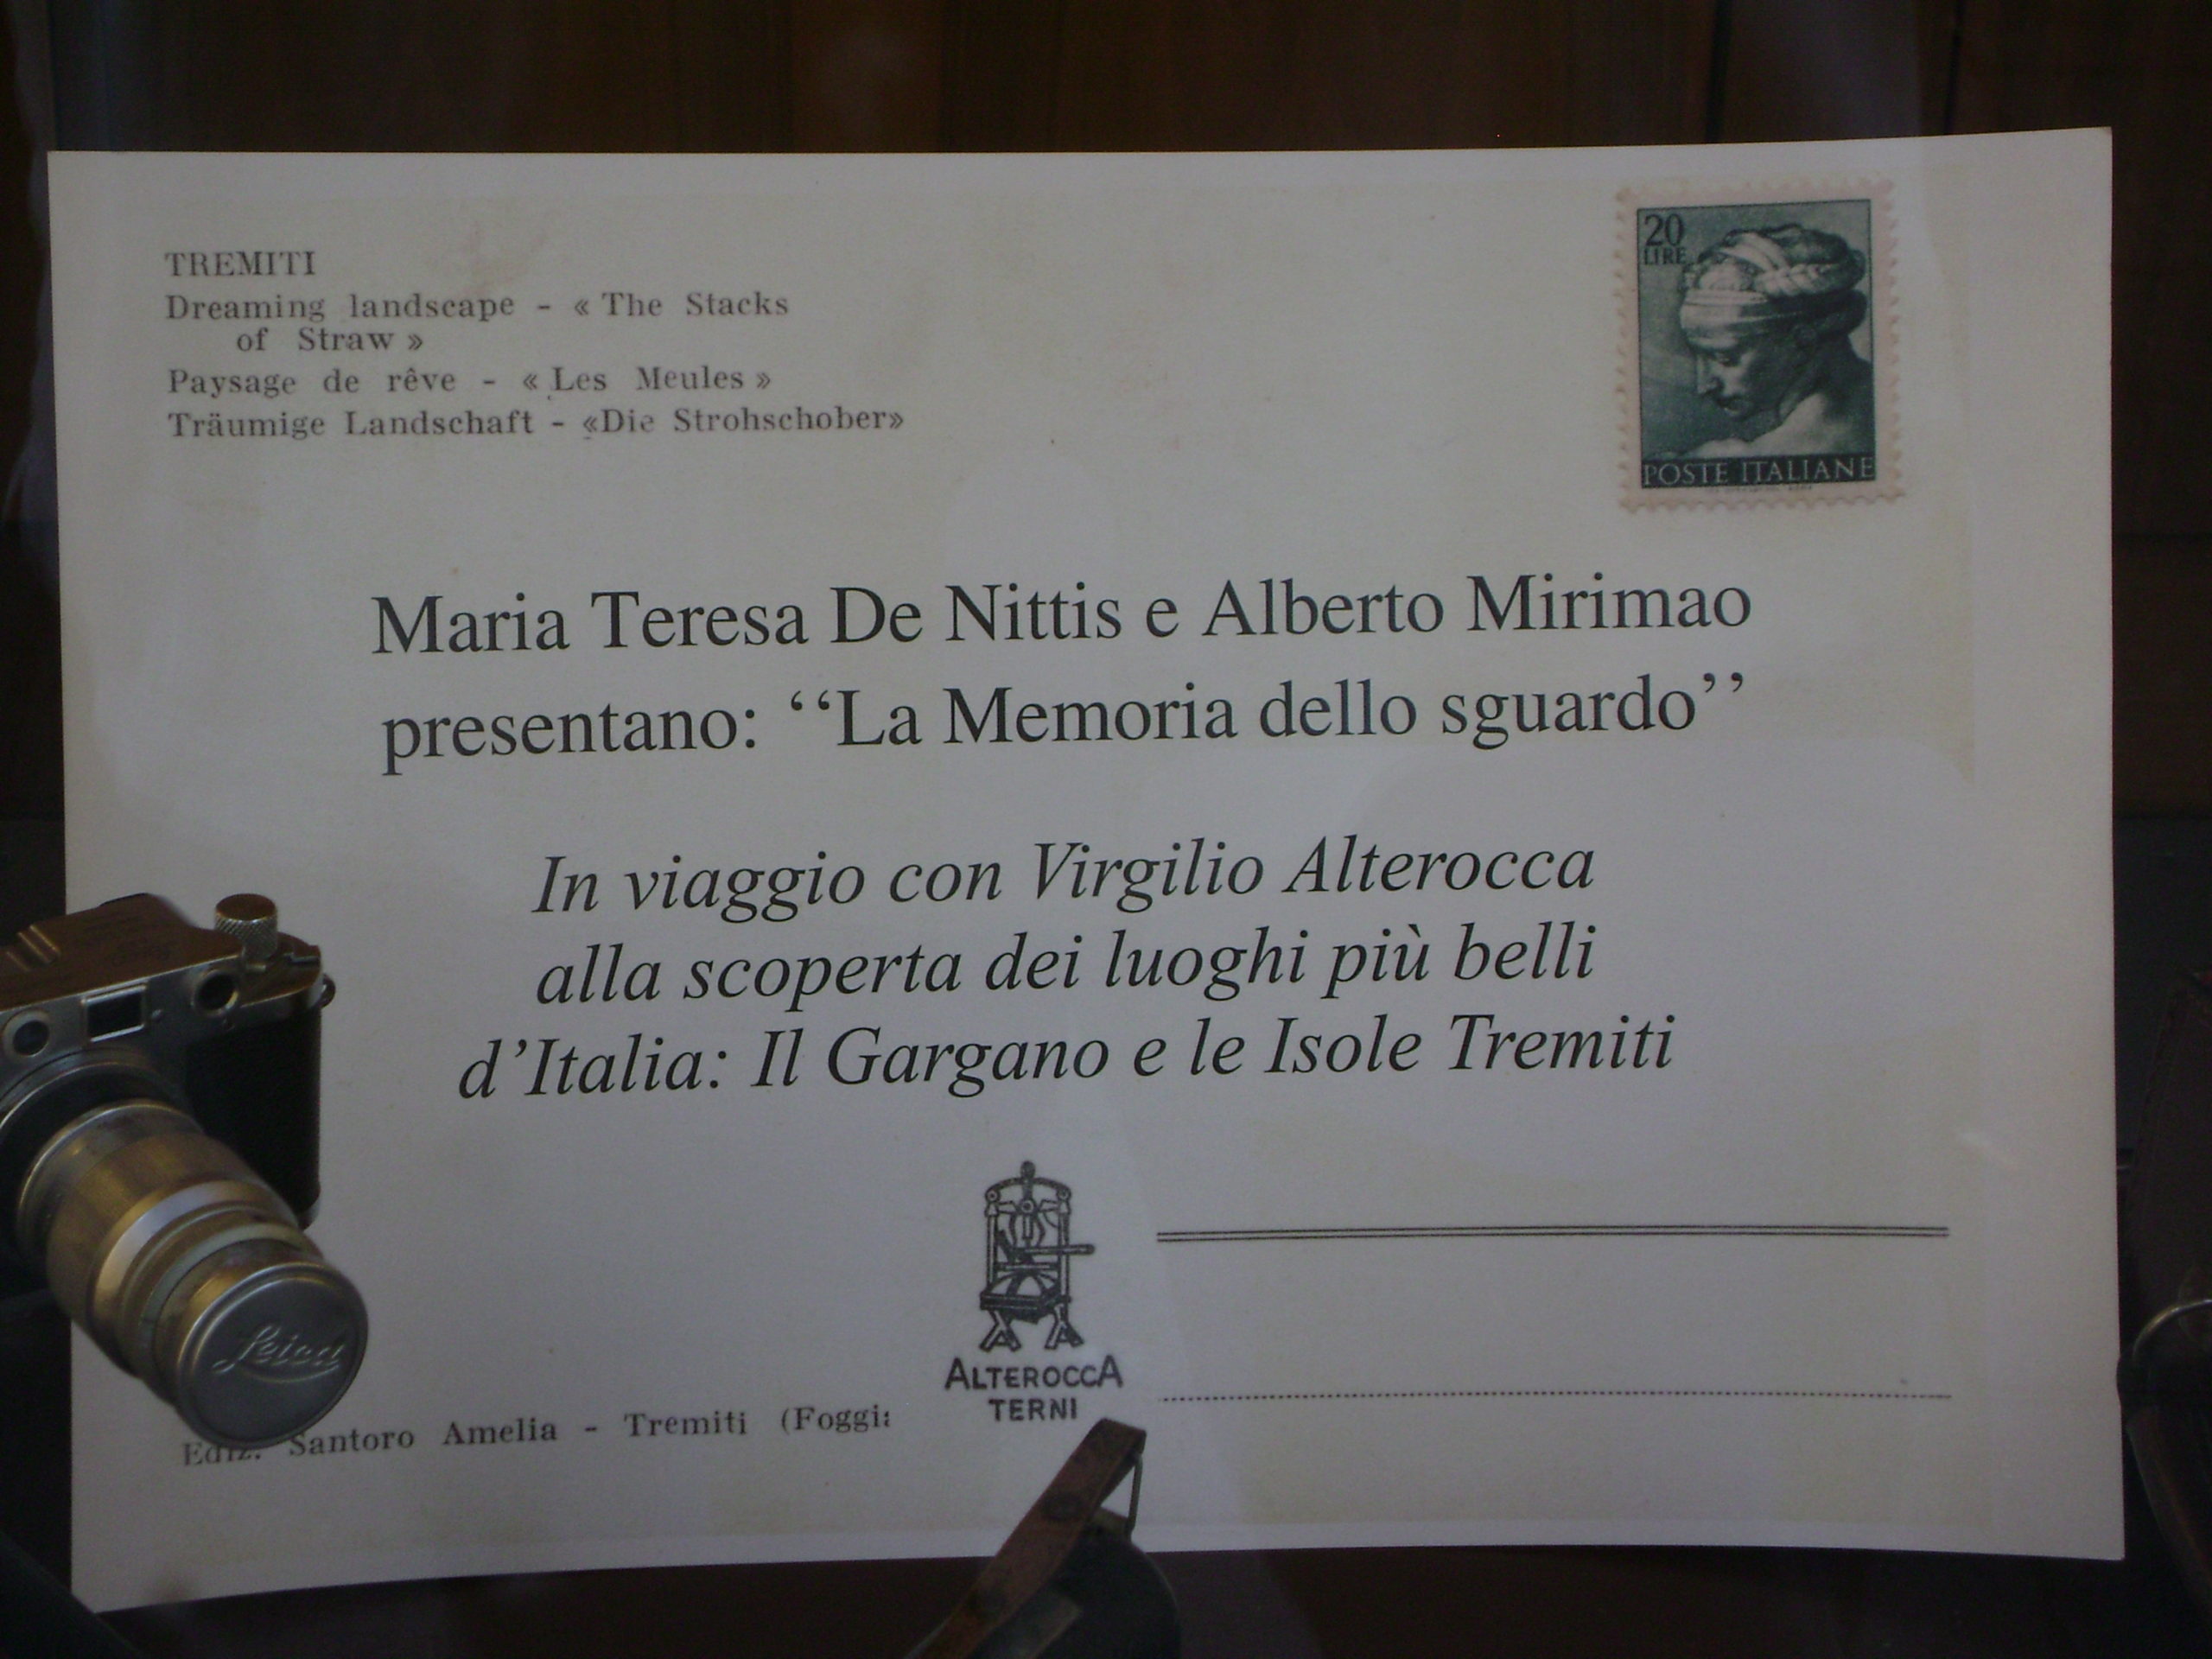 TREMITI
Dreaming landscape - « The Stacks
of Straw »
Paysage de rêve - « Les Meules »
Träumige Landschaft - «Die Strohschober»
20
LIRE
POSTE ITALIANE
Maria Teresa De Nittis e Alberto Mirimao
presentano: ‘‘La Memoria dello sguardo’’
In viaggio con Virgilio Alterocca
alla scoperta dei luoghi più belli
d’Italia: Il Gargano e le Isole Tremiti
Leica
ALTEROCCA
TERNI
Ediz. Santoro Amelia - Tremiti (Foggi